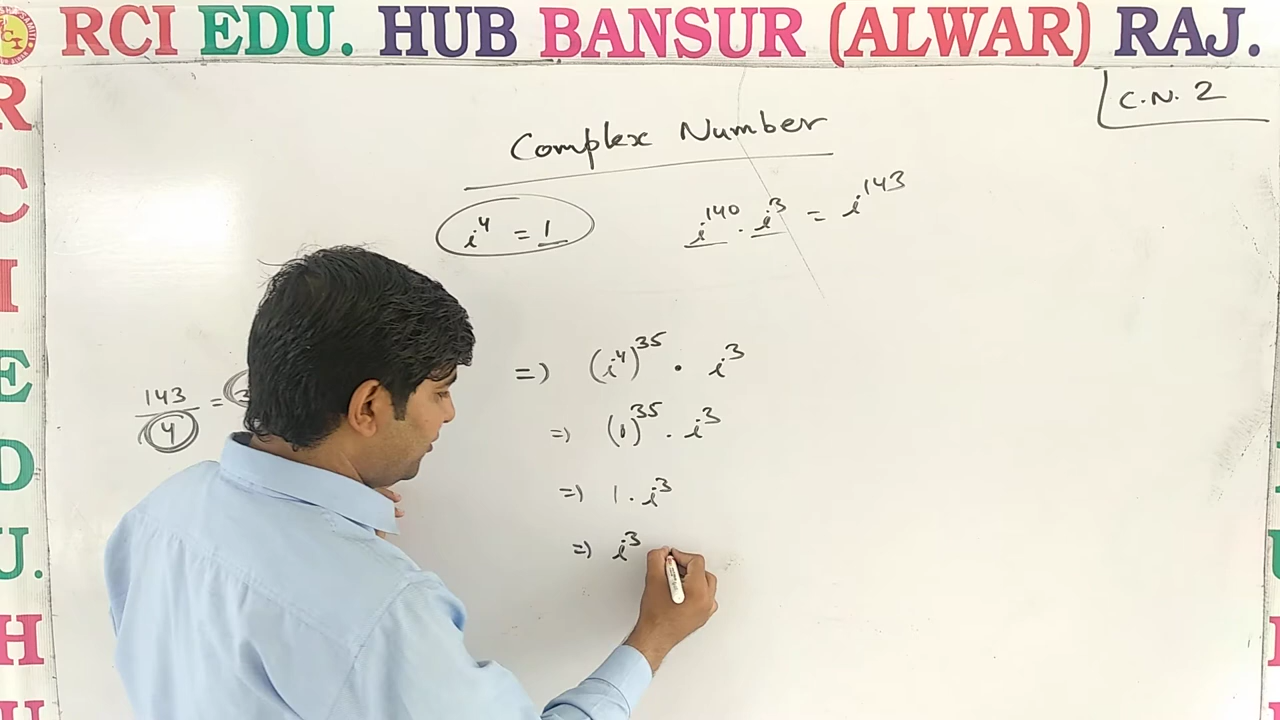 RCI EDU. HUB BANSUR (ALWAR) RAJ.
R
C
I
E
D
U.
H
U
C.N. 2
Complex Number
i⁴ = 1
i¹⁴⁰ . i³ = i¹⁴³
143/4 =
=) (i⁴)³⁵ . i³
=) (1)³⁵ . i³
=) 1 . i³
=) i³